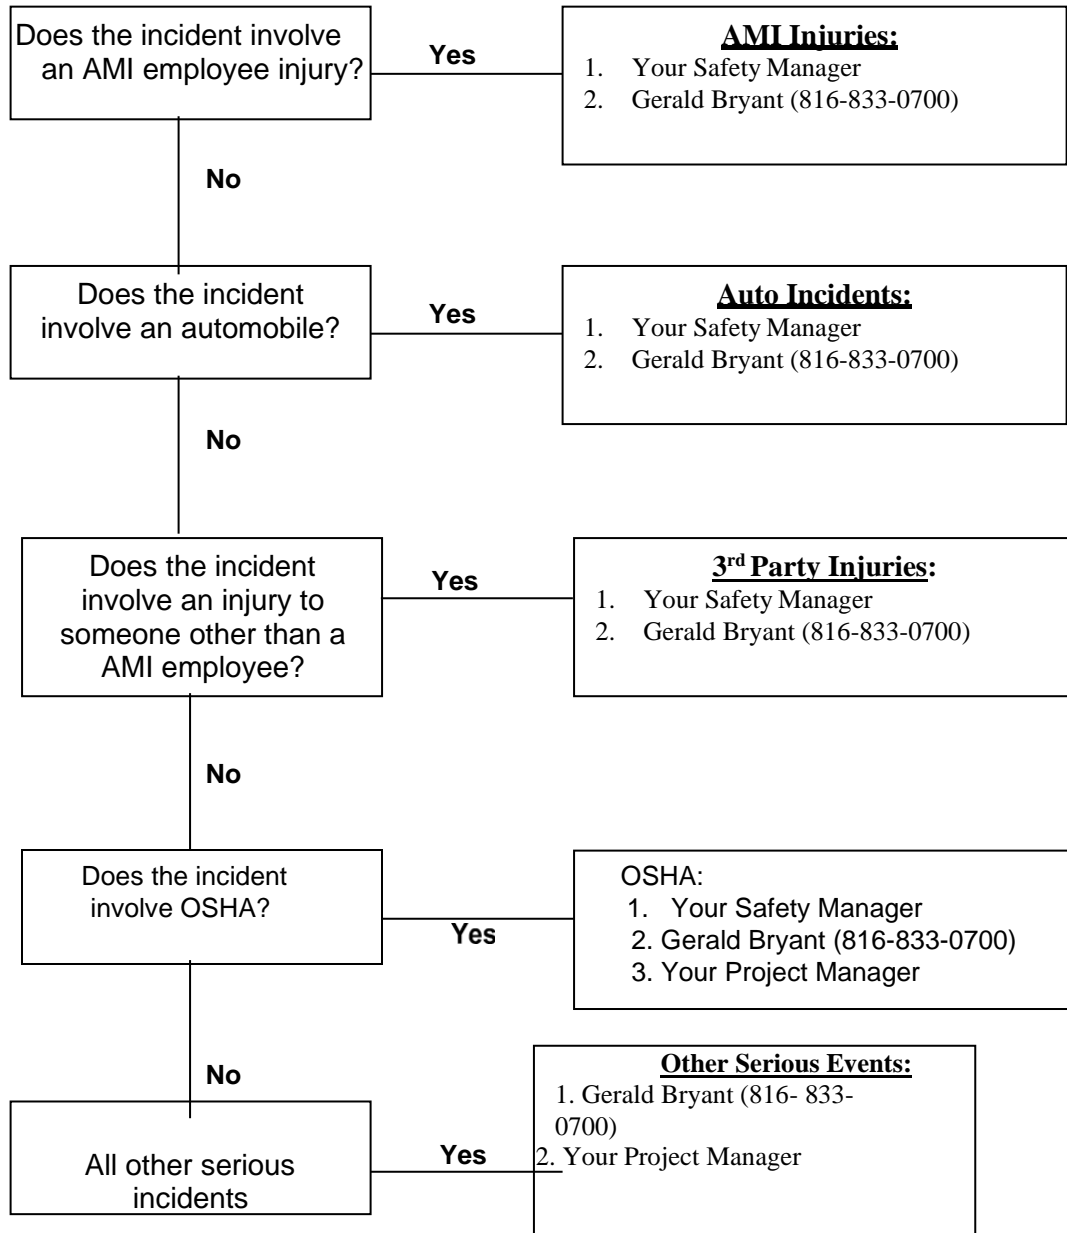 Does the incident involve
an AMI employee injury?
Yes
AMI Injuries:
1. Your Safety Manager
2. Gerald Bryant (816-833-0700)
No
Does the incident
involve an automobile?
Yes
Auto Incidents:
1. Your Safety Manager
2. Gerald Bryant (816-833-0700)
No
Does the incident
involve an injury to
someone other than a
AMI employee?
Yes
3rd Party Injuries:
1. Your Safety Manager
2. Gerald Bryant (816-833-0700)
No
Does the incident
involve OSHA?
Yes
OSHA:
1. Your Safety Manager
2. Gerald Bryant (816-833-0700)
3. Your Project Manager
No
All other serious
incidents
Yes
Other Serious Events:
1. Gerald Bryant (816- 833-
0700)
2. Your Project Manager